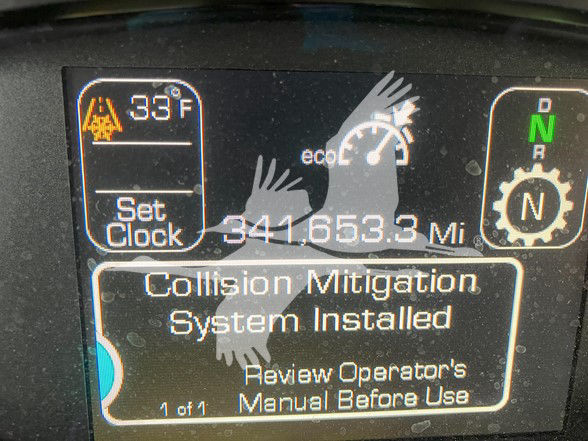 33°F
Set
Clock
eco
341,653.3 Mi
D
N
R
N
Collision Mitigation
System Installed
Review Operator's
1 of 1 Manual Before Use